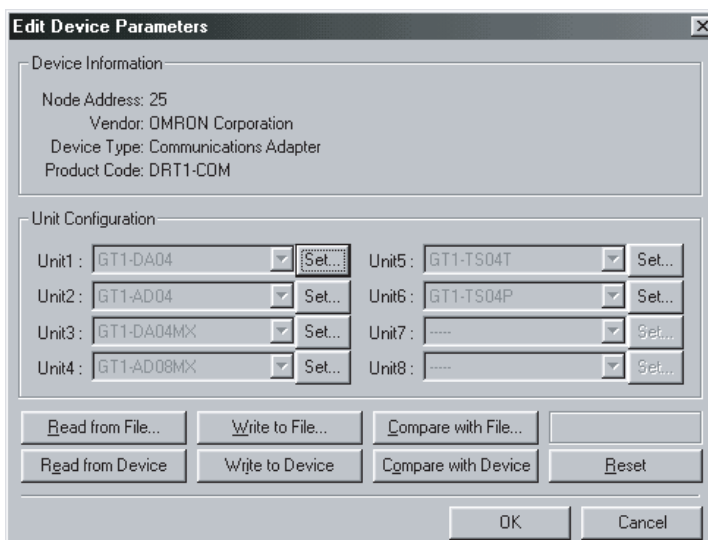 Edit Device Parameters
Device Information
Node Address: 25
Vendor: OMRON Corporation
Device Type: Communications Adapter
Product Code: DRT1-COM
Unit Configuration
Unit1 : GT1-DA04 Set... Unit5 : GT1-TS04T Set...
Unit2 : GT1-AD04 Set... Unit6 : GT1-TS04P Set...
Unit3 : GT1-DA04MX Set... Unit7 : ----- Set...
Unit4 : GT1-AD08MX Set... Unit8 : ----- Set...
Read from File... Write to File... Compare with File...
Read from Device Write to Device Compare with Device Reset
OK Cancel